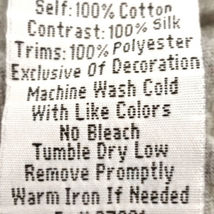 Self: 100% Cotton
Contrast: 100% Silk
Trims: 100% Polyester
Exclusive Of Decoration
Machine Wash Cold
With Like Colors
No Bleach
Tumble Dry Low
Remove Promptly
Warm Iron If Needed